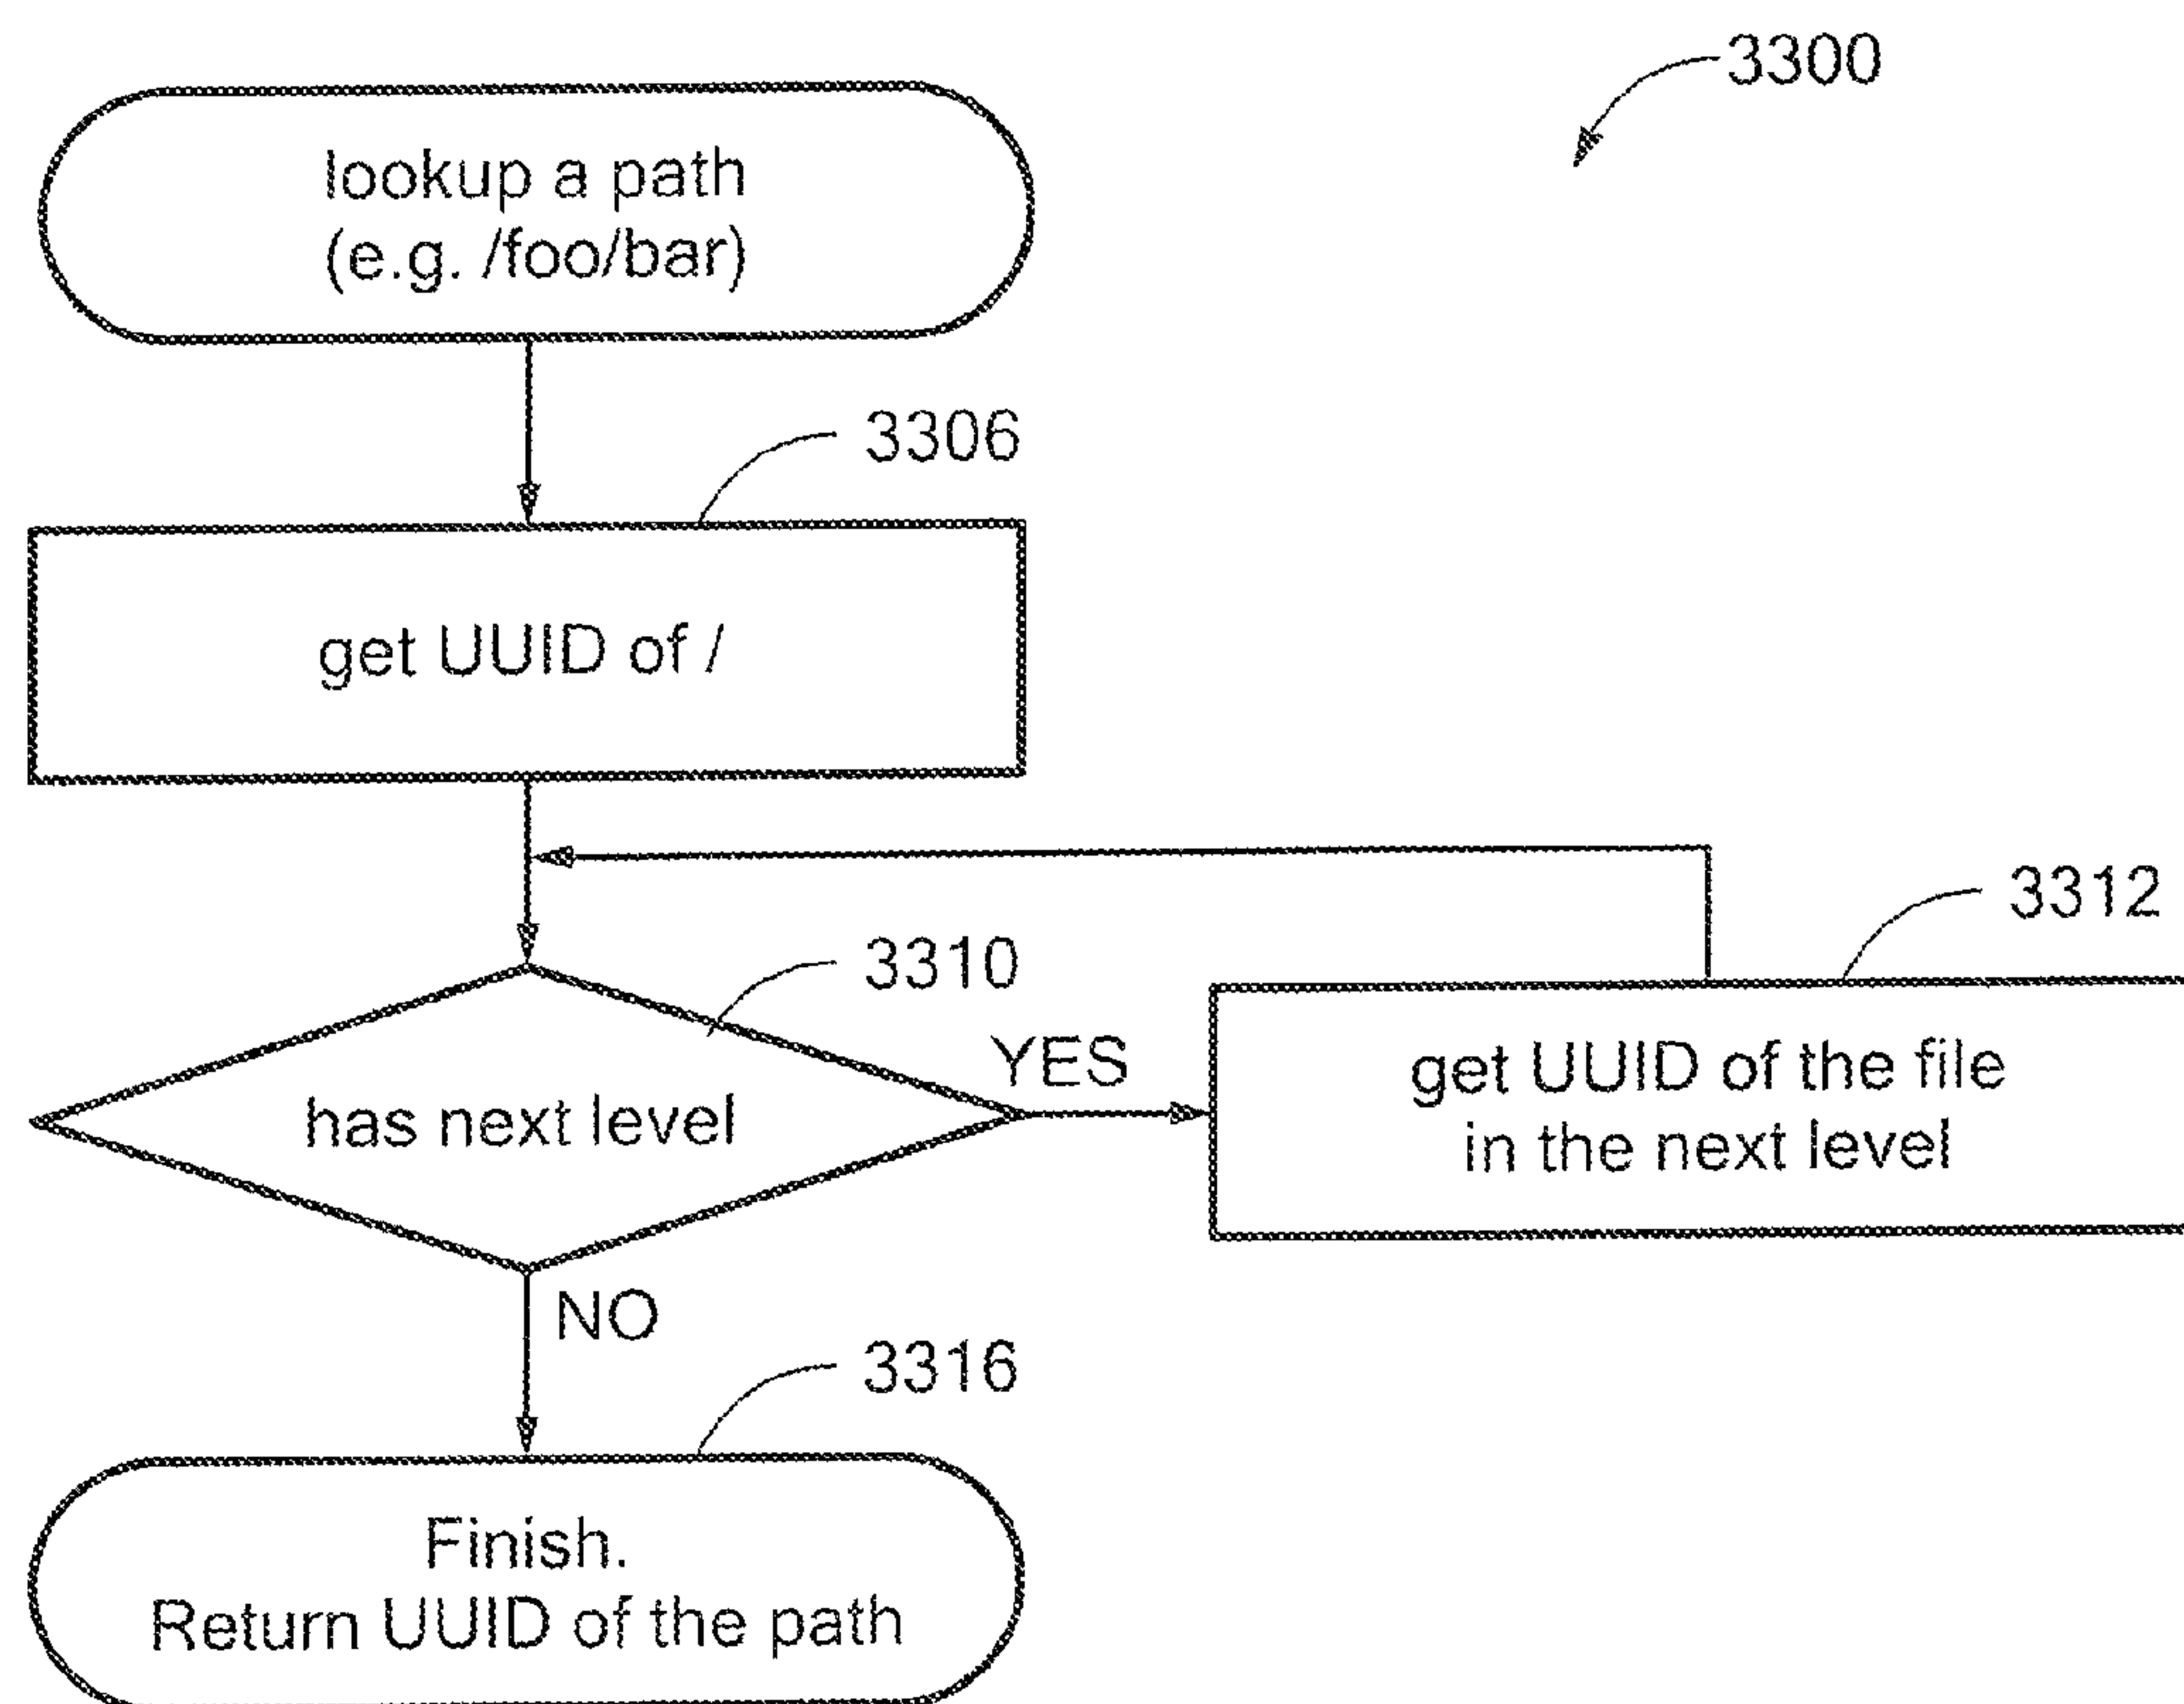 3300
lookup a path
(e.g. /foo/bar)
3306
get UUID of /
3310
3312
YES
has next level
get UUID of the file
in the next level
NO
3316
Finish.
Return UUID of the path